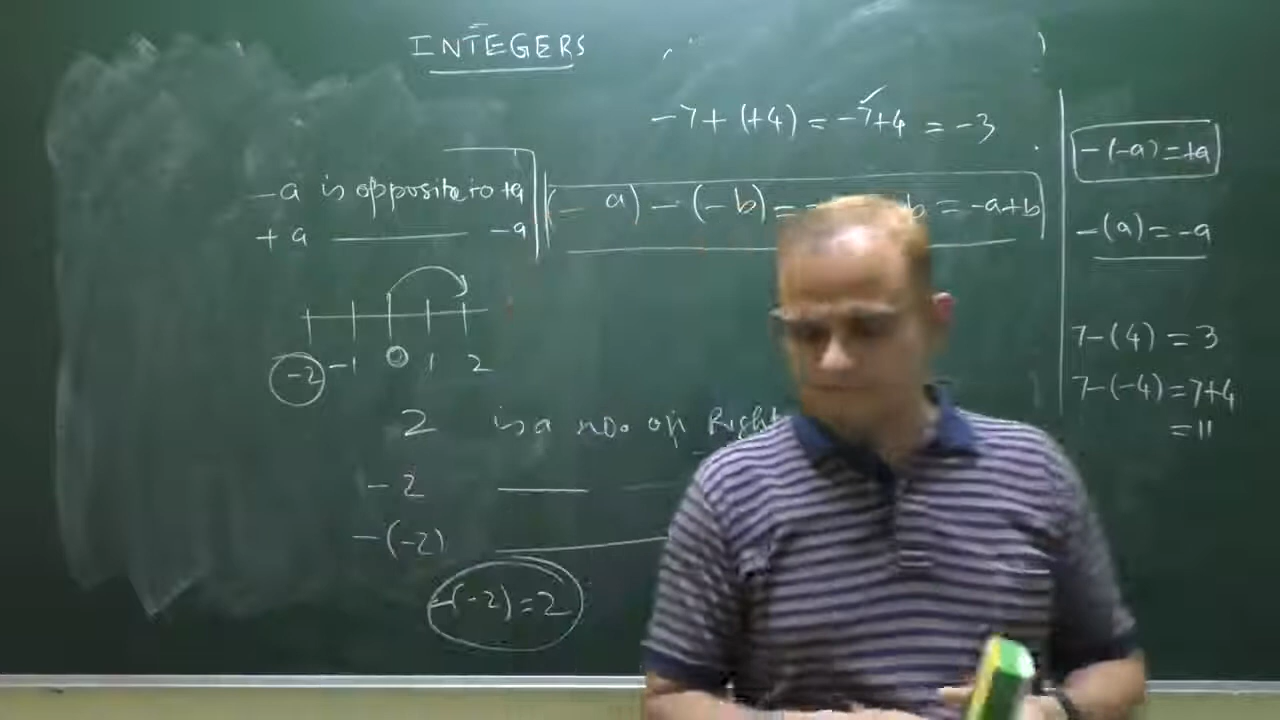 INTEGERS
-7+(+4) = -7+4 = -3
-a is opposite to +a
+a ———— -a
(- a) - (-b) = - b = -a+b
-2 -1 0 1 2
2 is a no. on Right
-2
-(-2)
-(-2)=2
-(-a)=+a
-(a)=-a
7-(4) = 3
7-(-4)=7+4
=11